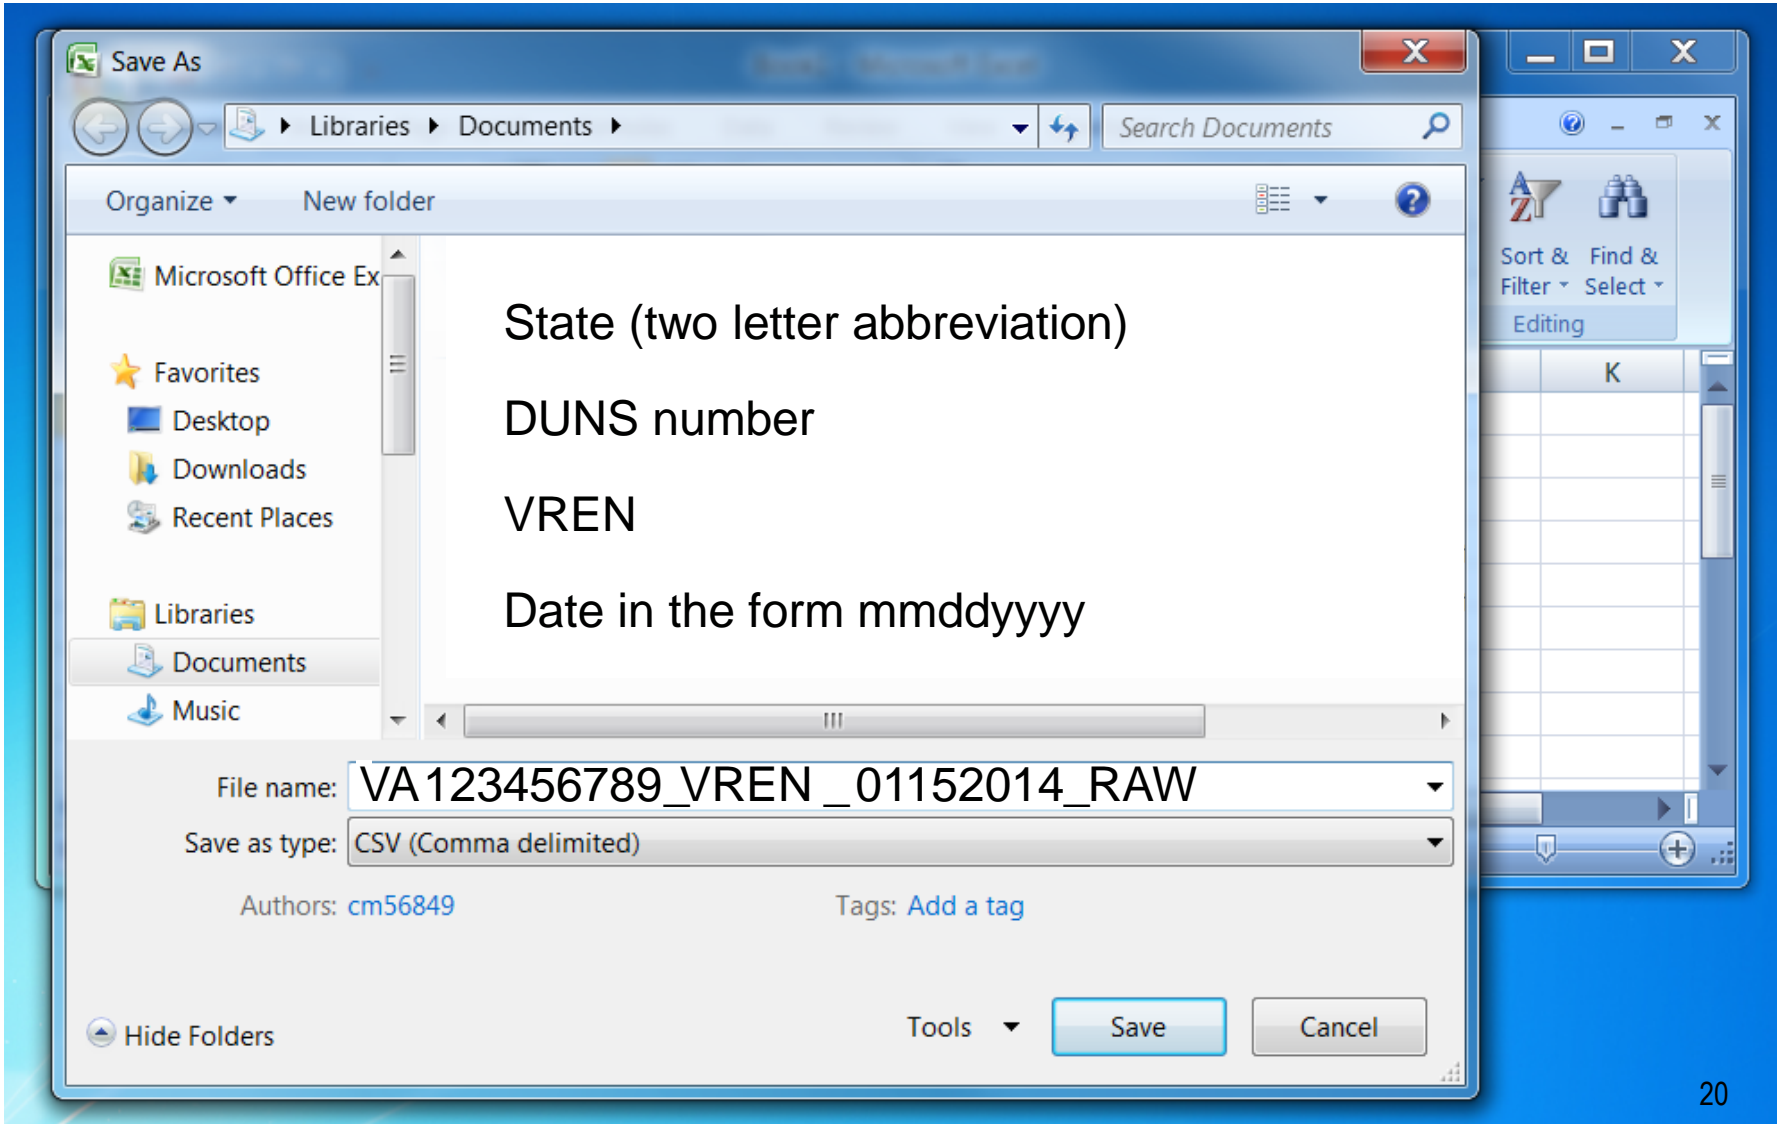 Save As
X
X
Libraries Documents
Search Documents
X
Organize
New folder
Microsoft Office Ex
Favorites
Desktop
Downloads
Recent Places
Libraries
Documents
Music
State (two letter abbreviation)
DUNS number
VREN
Date in the form mmddyyyy
Sort & Filter
Find & Select
Editing
K
File name: VA123456789_VREN _01152014_RAW
Save as type: CSV (Comma delimited)
Authors: cm56849
Tags: Add a tag
Hide Folders
Tools
Save
Cancel
20